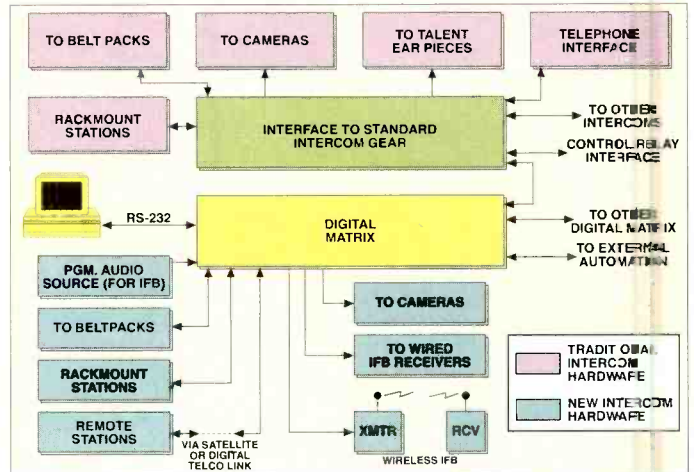 TO BELT PACKS
TO CAMERAS
TO TALENT
EAR PIECES
TELEPHONE
INTERFACE
RACKMOUNT
STATIONS
INTERFACE TO STANDARD
INTERCOM GEAR
TO OTHER
INTERCOMS
CONTROL RELAY
INTERFACE
RS-232
DIGITAL
MATRIX
TO OTHER
DIGITAL MATRIX
TO EXTERNAL
AUTOMATION
PGM. AUDIO
SOURCE (FOR IFB)
TO BELTPACKS
RACKMOUNT
STATIONS
REMOTE
STATIONS
VIA SATELLITE
OR DIGITAL
TELCO LINK
TO CAMERAS
TO WIRED
IFB RECEIVERS
XMTR
RCV
WIRELESS IFB
TRADITIONAL
INTERCOM
HARDWARE
NEW INTERCOM
HARDWARE